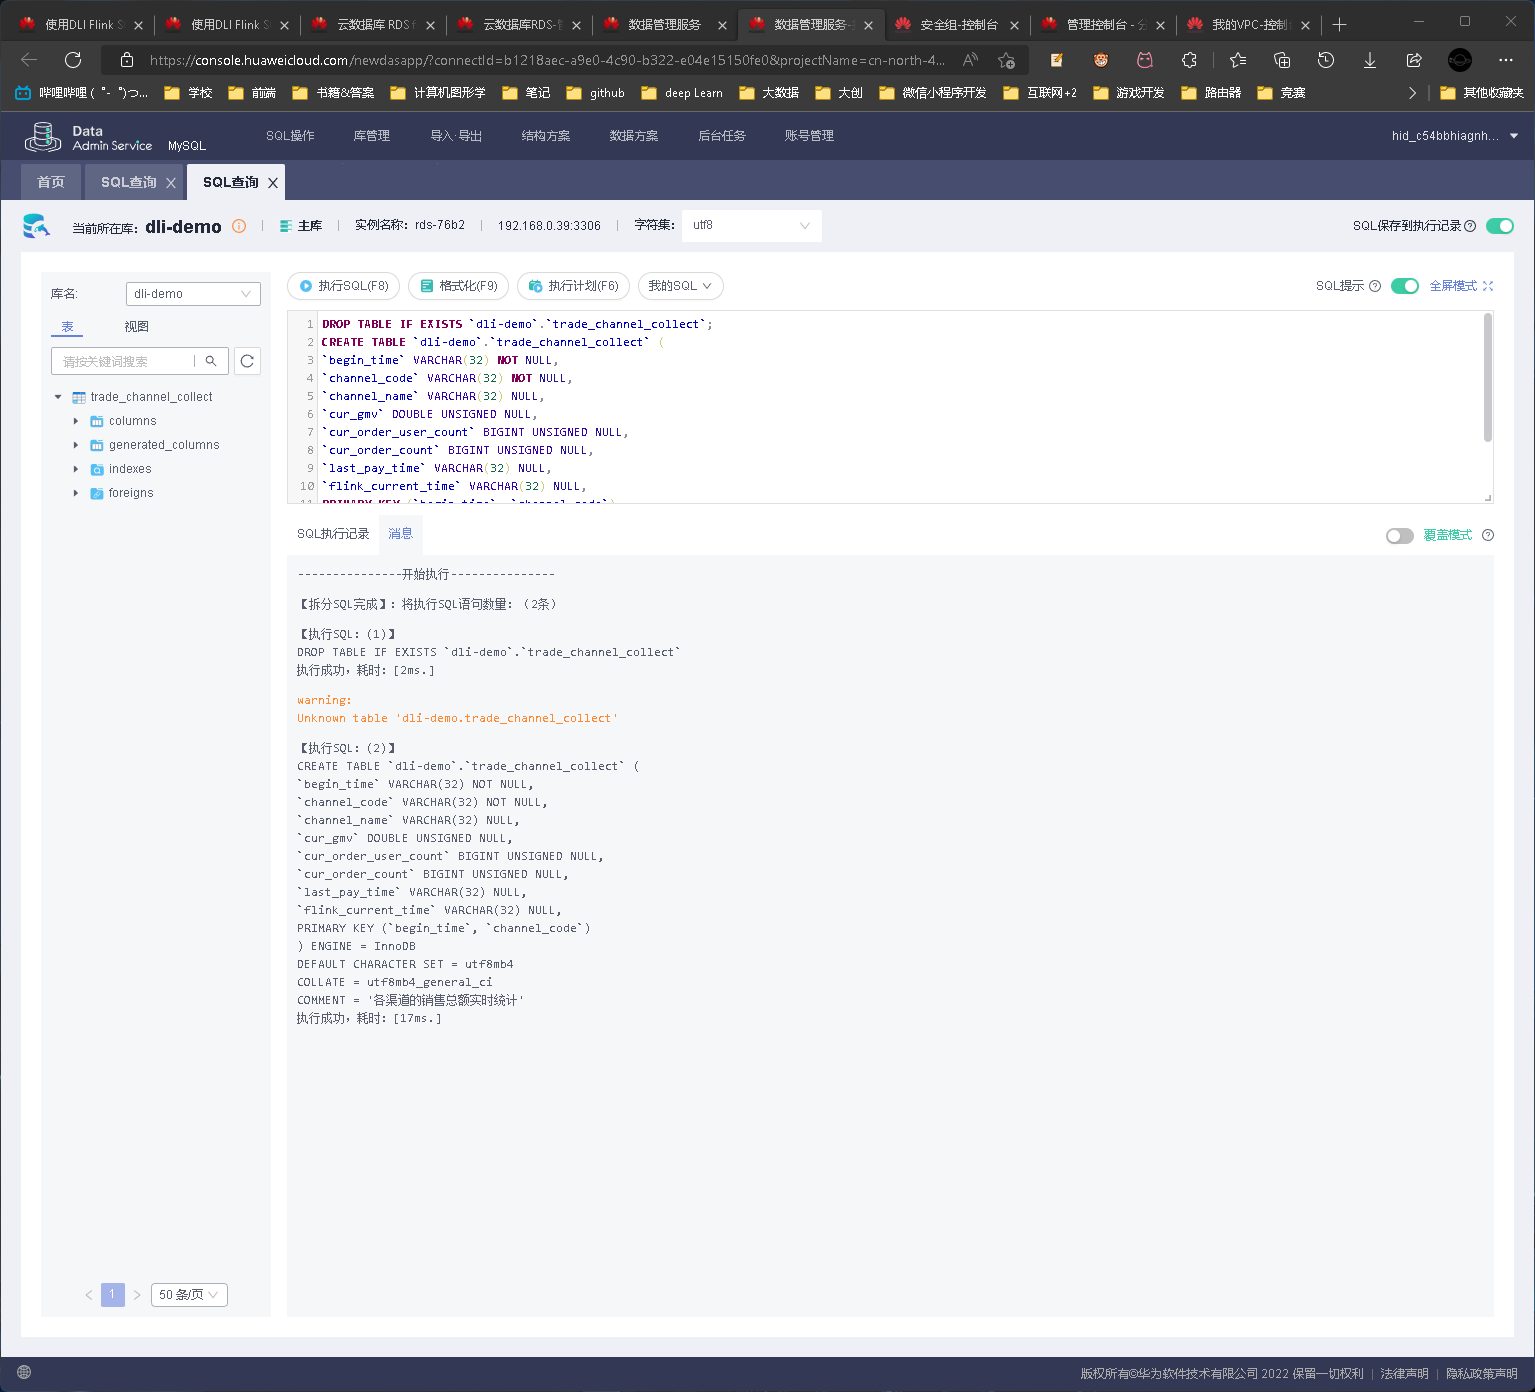 使用DLI Flink S
使用DLI Flink S
云数据库 RDS f
云数据库RDS-管
数据管理服务
数据管理服务-
安全组-控制台
管理控制台 - 分
我的VPC-控制
https://console.huaweicloud.com/newdasapp/?connectId=b1218aec-a9e0-4c90-b322-e04e15150fe0&projectName=cn-north-4...
哔哩哔哩 ( ゜- ゜)つ...
学校
前端
书籍&答案
计算机图形学
笔记
github
deep Learn
大数据
大创
微信小程序开发
互联网+2
游戏开发
路由器
竞赛
其他收藏夹
Data
Admin Service
MySQL
SQL操作
库管理
导入·导出
结构方案
数据方案
后台任务
账号管理
hid_c54bbhiagnh...
首页
SQL查询
SQL查询
当前所在库: dli-demo
主库
实例名称: rds-76b2
192.168.0.39:3306
字符集: utf8
SQL保存到执行记录
库名: dli-demo
表
视图
请按关键词搜索
trade_channel_collect
columns
generated_columns
indexes
foreigns
执行SQL(F8)
格式化(F9)
执行计划(F6)
我的SQL
SQL提示
全屏模式
1 DROP TABLE IF EXISTS `dli-demo`.`trade_channel_collect`;
2 CREATE TABLE `dli-demo`.`trade_channel_collect` (
3 `begin_time` VARCHAR(32) NOT NULL,
4 `channel_code` VARCHAR(32) NOT NULL,
5 `channel_name` VARCHAR(32) NULL,
6 `cur_gmv` DOUBLE UNSIGNED NULL,
7 `cur_order_user_count` BIGINT UNSIGNED NULL,
8 `cur_order_count` BIGINT UNSIGNED NULL,
9 `last_pay_time` VARCHAR(32) NULL,
10 `flink_current_time` VARCHAR(32) NULL,
11 PRIMARY KEY (`begin_time`, `channel_code`)
SQL执行记录
消息
覆盖模式
---------------开始执行---------------
【拆分SQL完成】: 将执行SQL语句数量: (2条)
【执行SQL: (1)】
DROP TABLE IF EXISTS `dli-demo`.`trade_channel_collect`
执行成功, 耗时: [2ms.]
warning:
Unknown table 'dli-demo.trade_channel_collect'
【执行SQL: (2)】
CREATE TABLE `dli-demo`.`trade_channel_collect` (
`begin_time` VARCHAR(32) NOT NULL,
`channel_code` VARCHAR(32) NOT NULL,
`channel_name` VARCHAR(32) NULL,
`cur_gmv` DOUBLE UNSIGNED NULL,
`cur_order_user_count` BIGINT UNSIGNED NULL,
`cur_order_count` BIGINT UNSIGNED NULL,
`last_pay_time` VARCHAR(32) NULL,
`flink_current_time` VARCHAR(32) NULL,
PRIMARY KEY (`begin_time`, `channel_code`)
) ENGINE = InnoDB
DEFAULT CHARACTER SET = utf8mb4
COLLATE = utf8mb4_general_ci
COMMENT = '各渠道的销售总额实时统计'
执行成功, 耗时: [17ms.]
1
50 条/页
版权所有©华为软件技术有限公司 2022 保留一切权利
法律声明
隐私政策声明